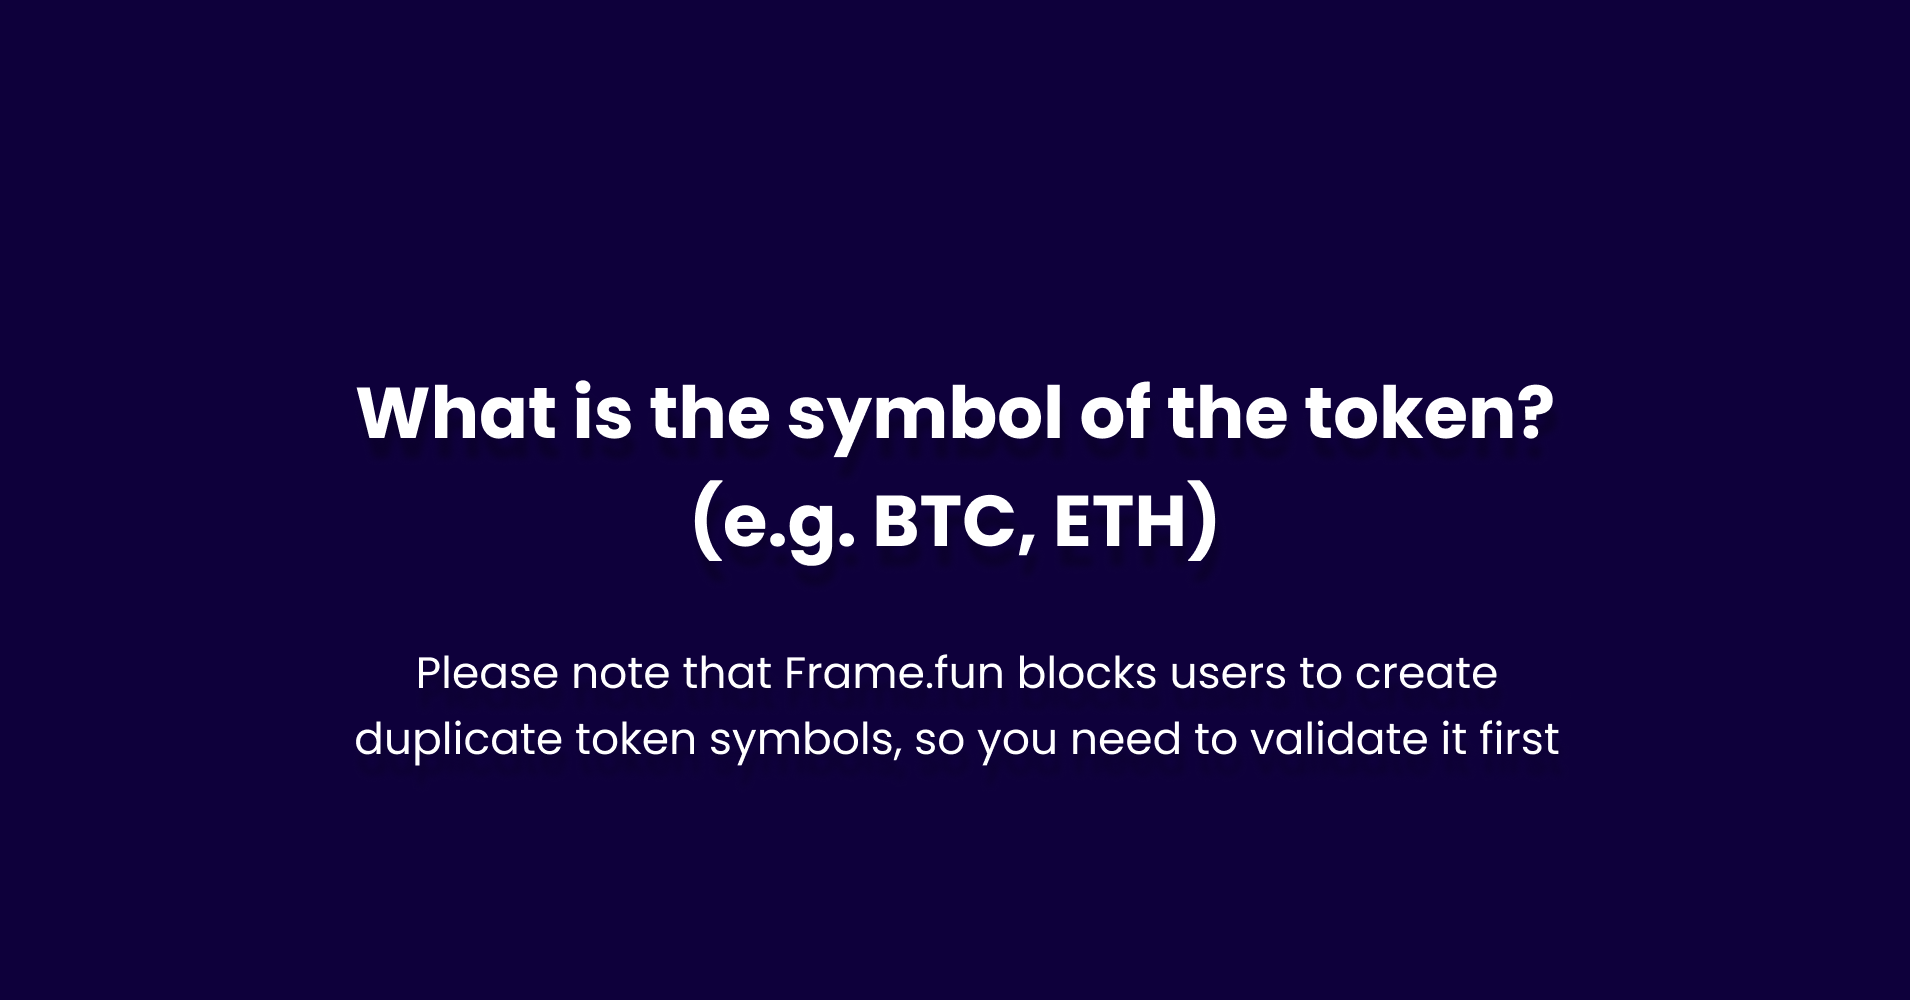 What is the symbol of the token?
(e.g. BTC, ETH)
Please note that Frame.fun blocks users to create
duplicate token symbols, so you need to validate it first